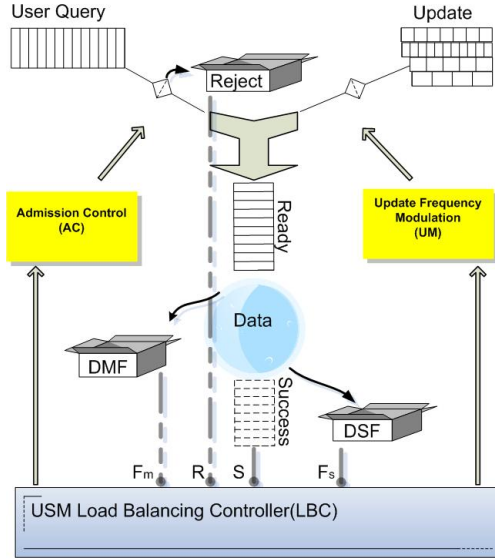 User Query
Update
Reject
Ready
Admission Control
(AC)
Update Frequency
Modulation
(UM)
Data
DMF
Success
DSF
Fm
R
S
Fs
USM Load Balancing Controller(LBC)